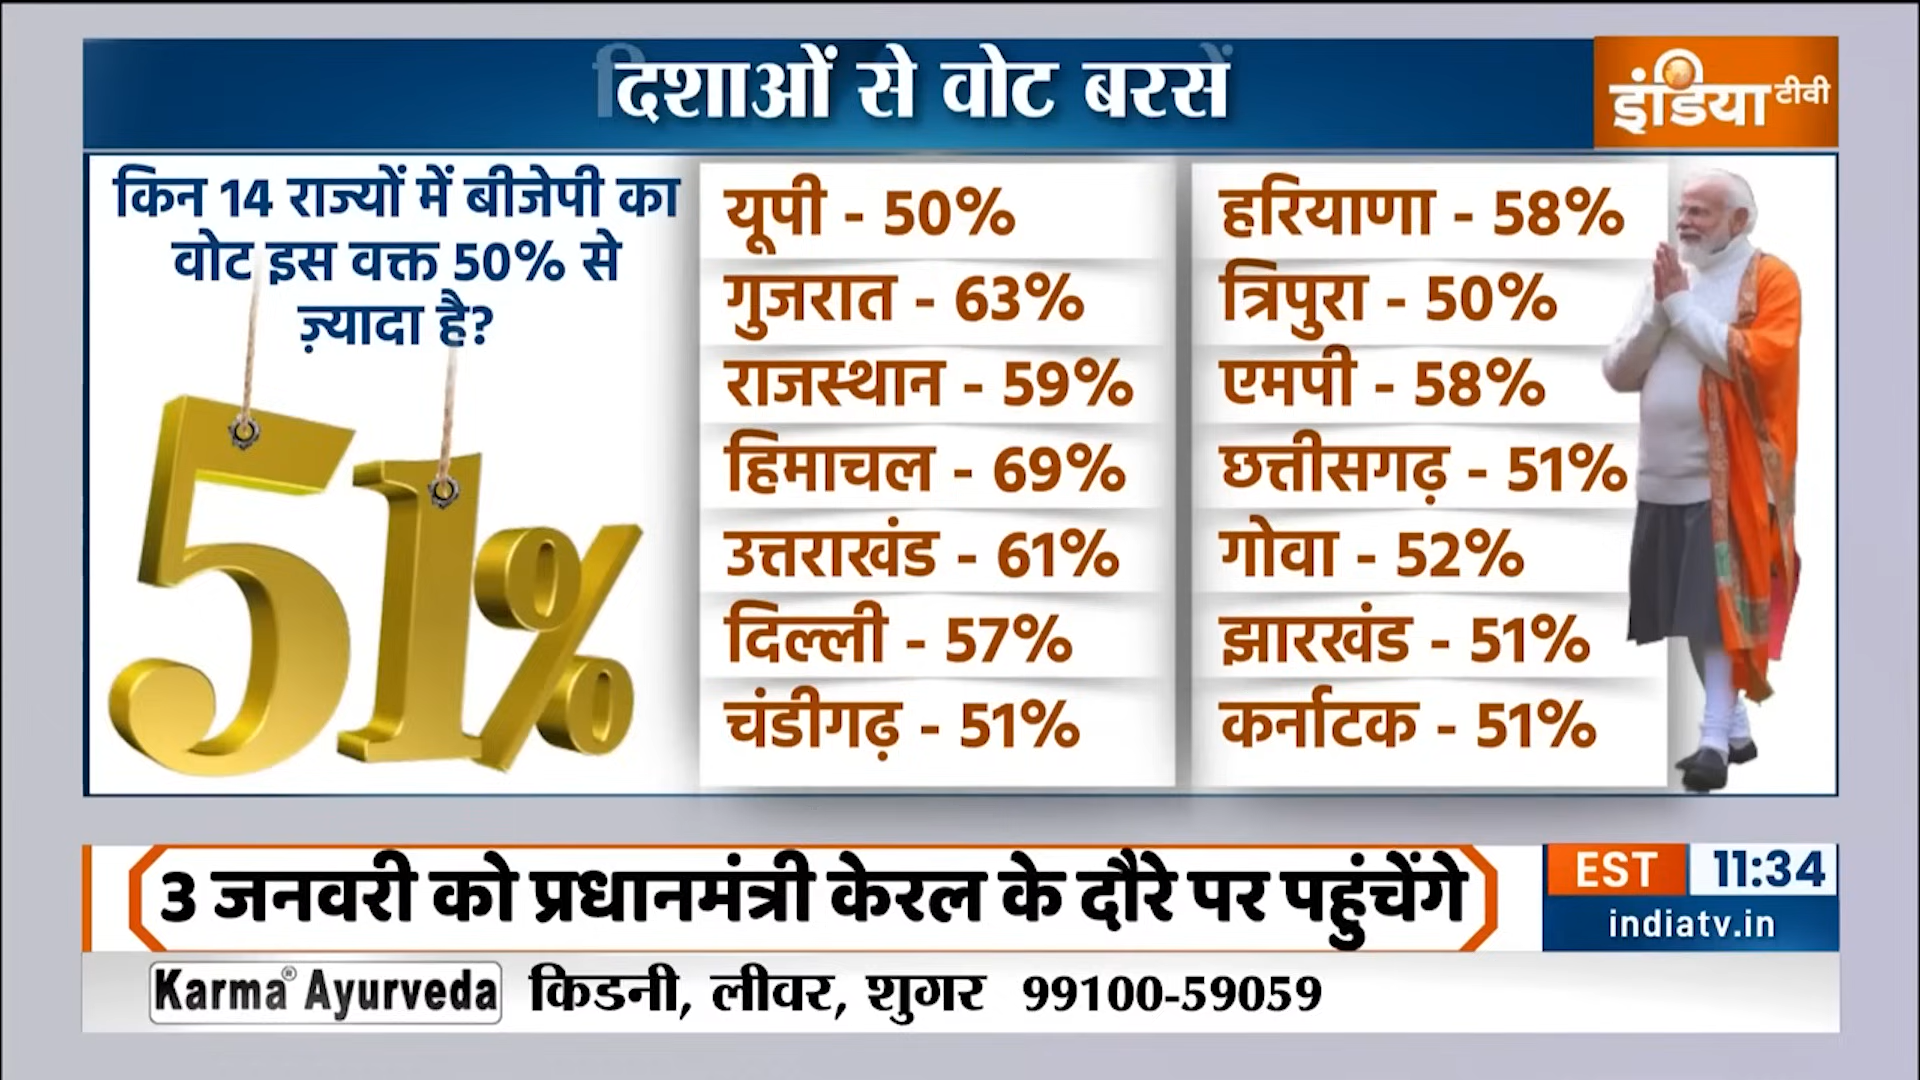 दिशाओं से वोट बरसें
इंडिया टीवी
किन 14 राज्यों में बीजेपी का
वोट इस वक्त 50% से
ज़्यादा है?
51%
यूपी - 50%
गुजरात - 63%
राजस्थान - 59%
हिमाचल - 69%
उत्तराखंड - 61%
दिल्ली - 57%
चंडीगढ़ - 51%
हरियाणा - 58%
त्रिपुरा - 50%
एमपी - 58%
छत्तीसगढ़ - 51%
गोवा - 52%
झारखंड - 51%
कर्नाटक - 51%
3 जनवरी को प्रधानमंत्री केरल के दौरे पर पहुंचेंगे
EST 11:34
indiatv.in
Karma® Ayurveda किडनी, लीवर, शुगर 99100-59059